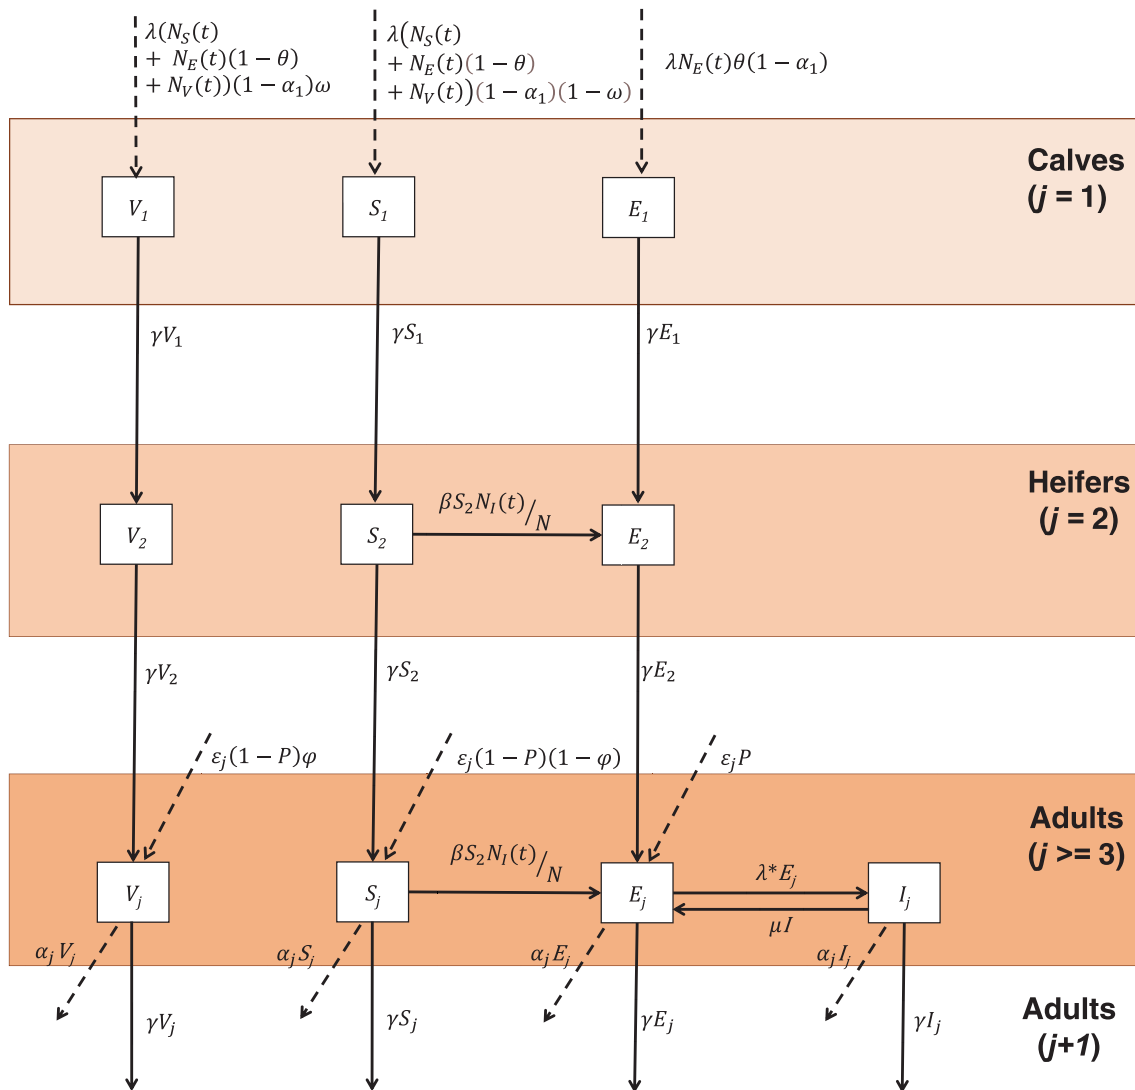 λ(N_S(t)
+ N_E(t)(1 − θ)
+ N_V(t))(1 − α_1)ω
λ(N_S(t)
+ N_E(t)(1 − θ)
+ N_V(t))(1 − α_1)(1 − ω)
λN_E(t)θ(1 − α_1)
Calves
(j = 1)
V_1
S_1
E_1
γV_1
γS_1
γE_1
Heifers
(j = 2)
βS_2N_I(t)/N
V_2
S_2
E_2
γV_2
γS_2
γE_2
ε_j(1 − P)φ
ε_j(1 − P)(1 − φ)
ε_jP
Adults
(j >= 3)
βS_2N_I(t)/N
λ*E_j
V_j
S_j
E_j
I_j
μI
α_jV_j
α_jS_j
α_jE_j
α_jI_j
γV_j
γS_j
γE_j
γI_j
Adults
(j+1)